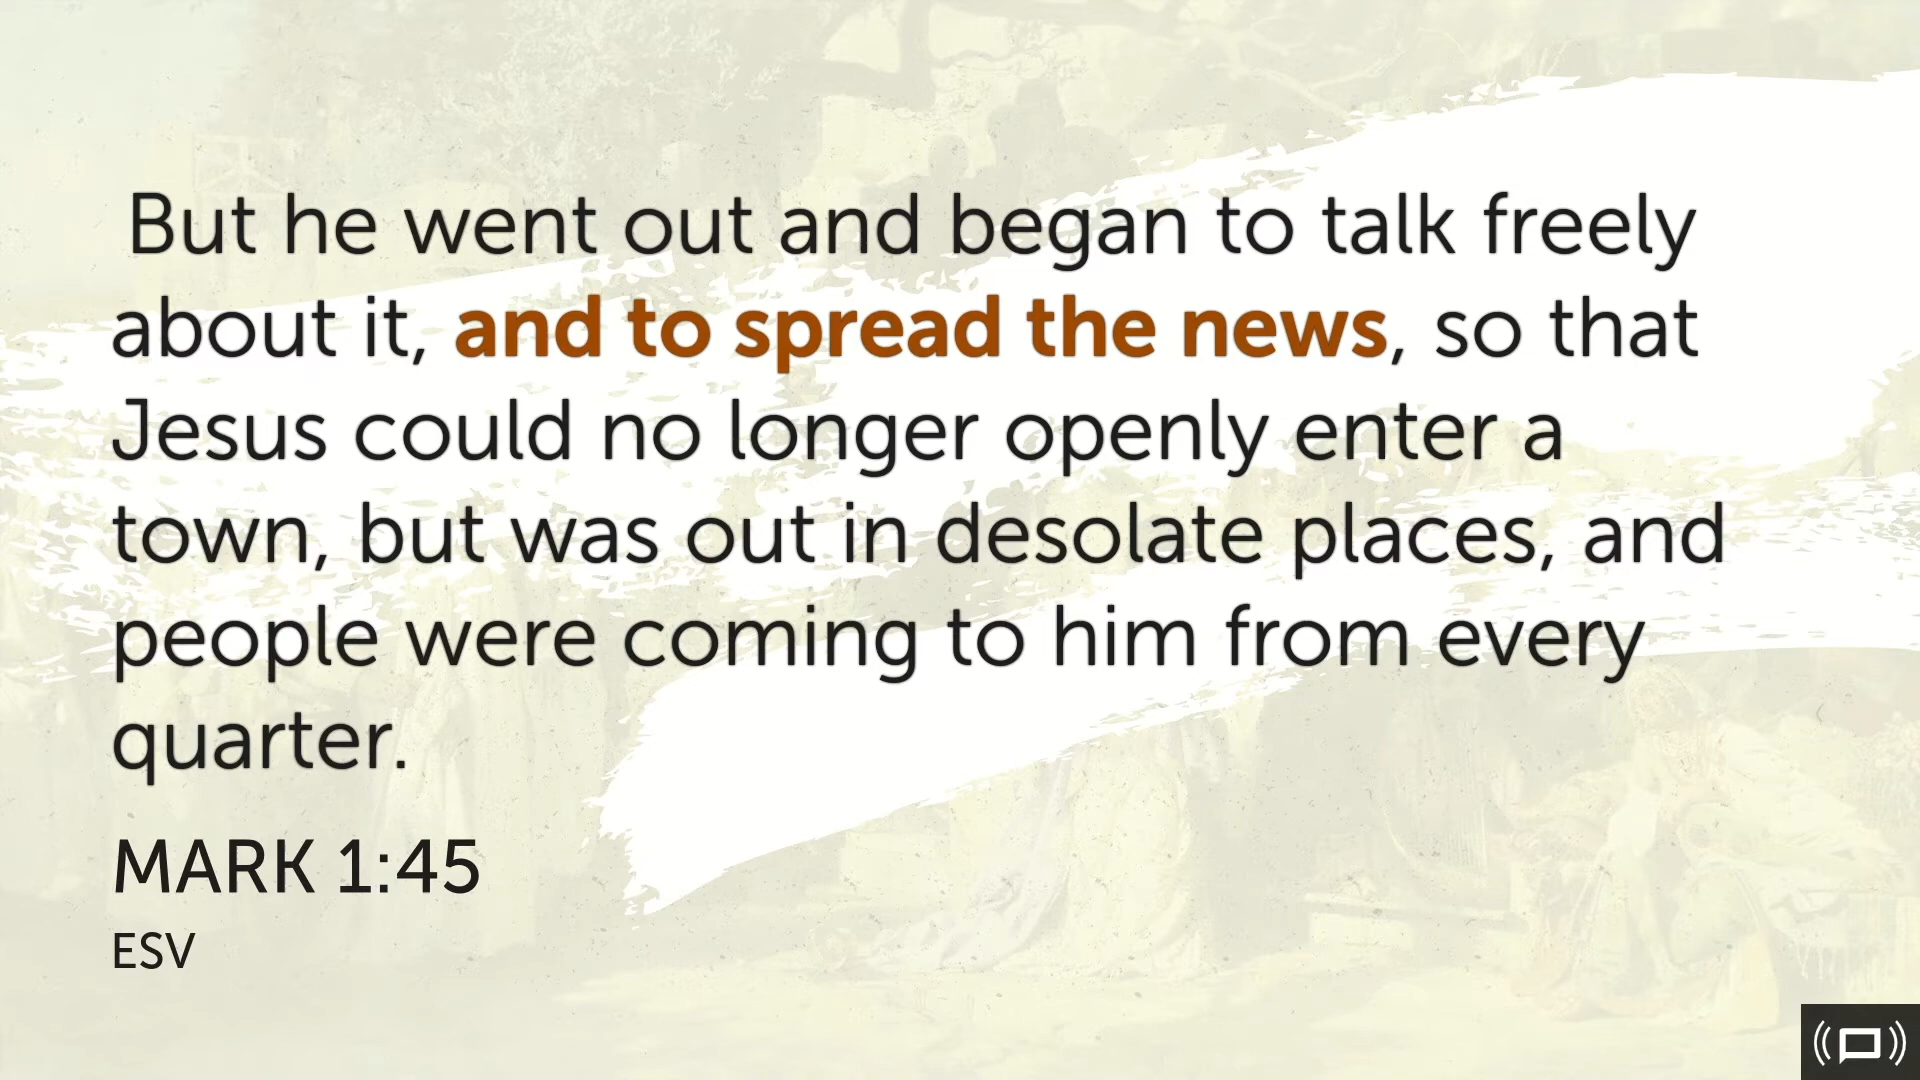 But he went out and began to talk freely
about it, and to spread the news, so that
Jesus could no longer openly enter a
town, but was out in desolate places, and
people were coming to him from every
quarter.
MARK 1:45
ESV